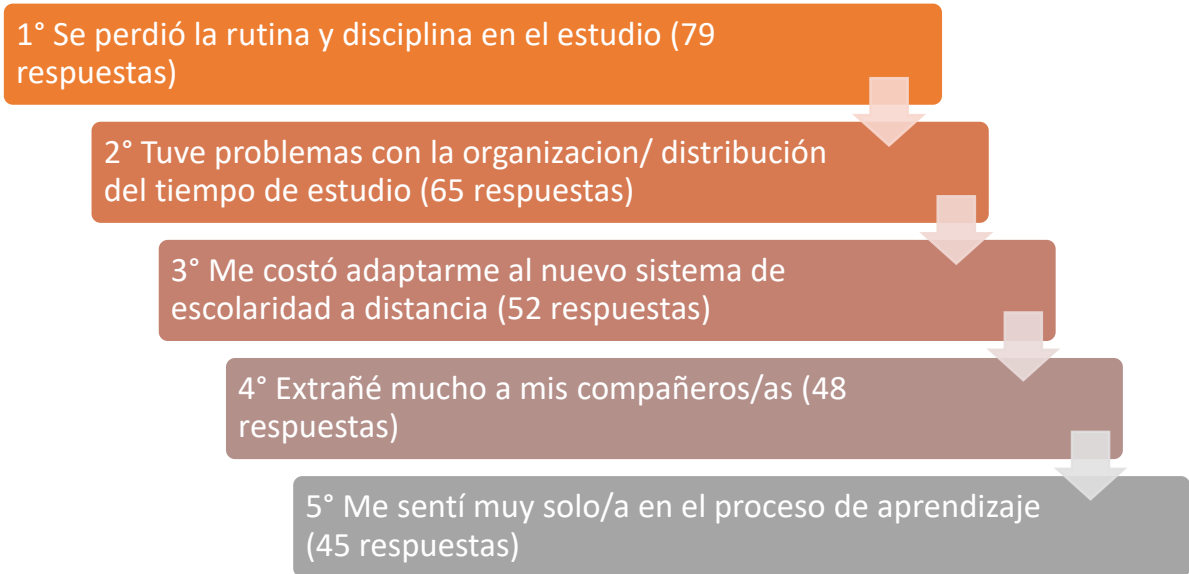 1° Se perdió la rutina y disciplina en el estudio (79
respuestas)
2° Tuve problemas con la organizacion/ distribución
del tiempo de estudio (65 respuestas)
3° Me costó adaptarme al nuevo sistema de
escolaridad a distancia (52 respuestas)
4° Extrañé mucho a mis compañeros/as (48
respuestas)
5° Me sentí muy solo/a en el proceso de aprendizaje
(45 respuestas)